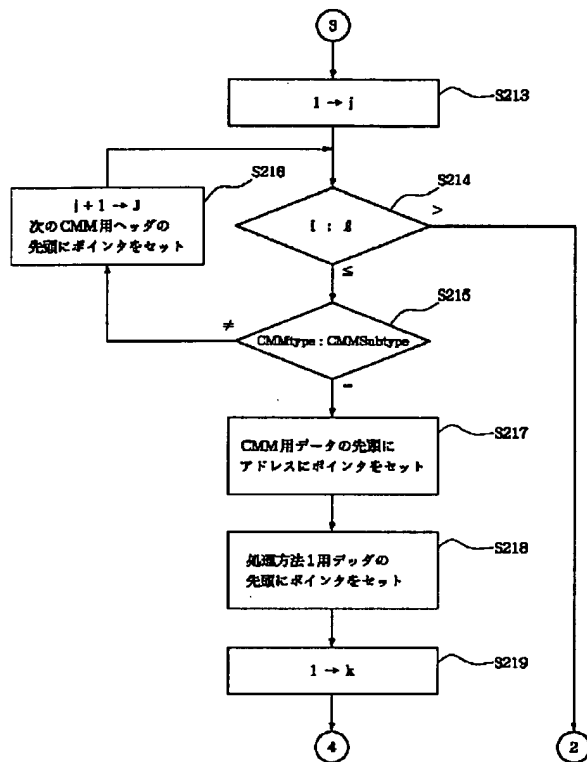 3
1 → j
S213
j + 1 → J
次のCMM用ヘッダの
先頭にポインタをセット
S216
S214
>
≤
S215
≠
CMMtype : CMMSubtype
CMM用データの先頭に
アドレスにポインタをセット
S217
処理方法1用デッダの
先頭にポインタをセット
S218
1 → k
S219
4
2